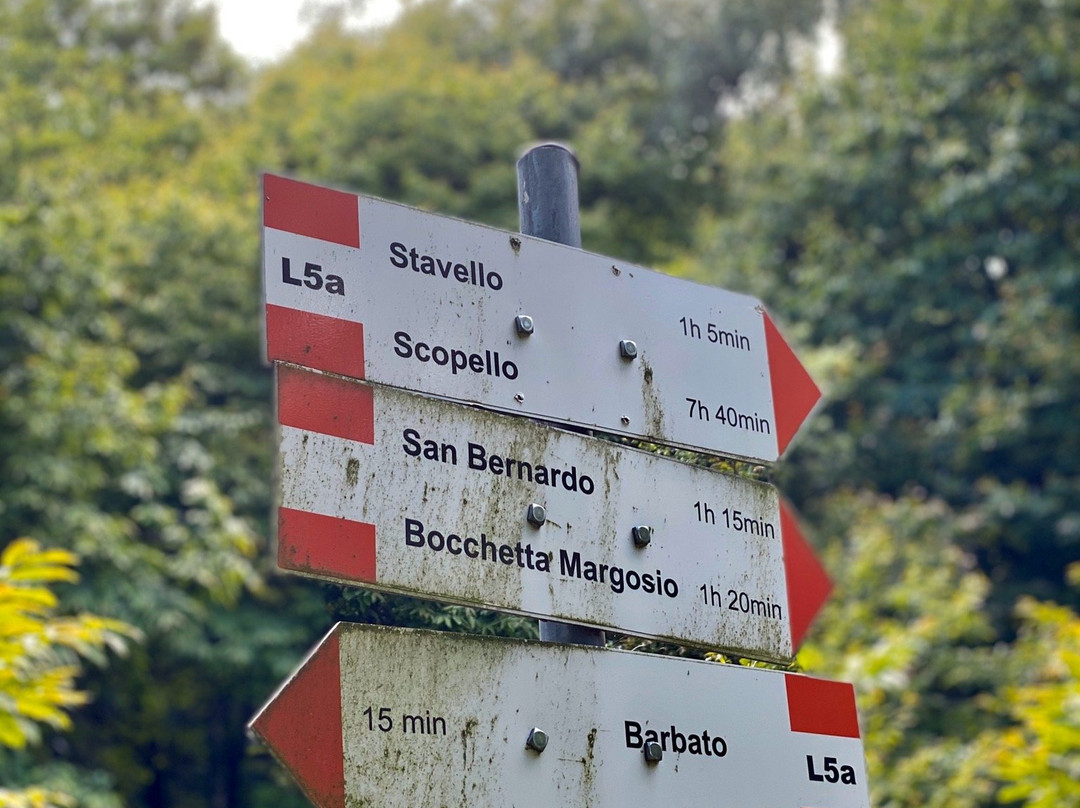 L5a
Stavello 1h 5min
Scopello 7h 40min
San Bernardo 1h 15min
Bocchetta Margosio 1h 20min
15 min Barbato
L5a